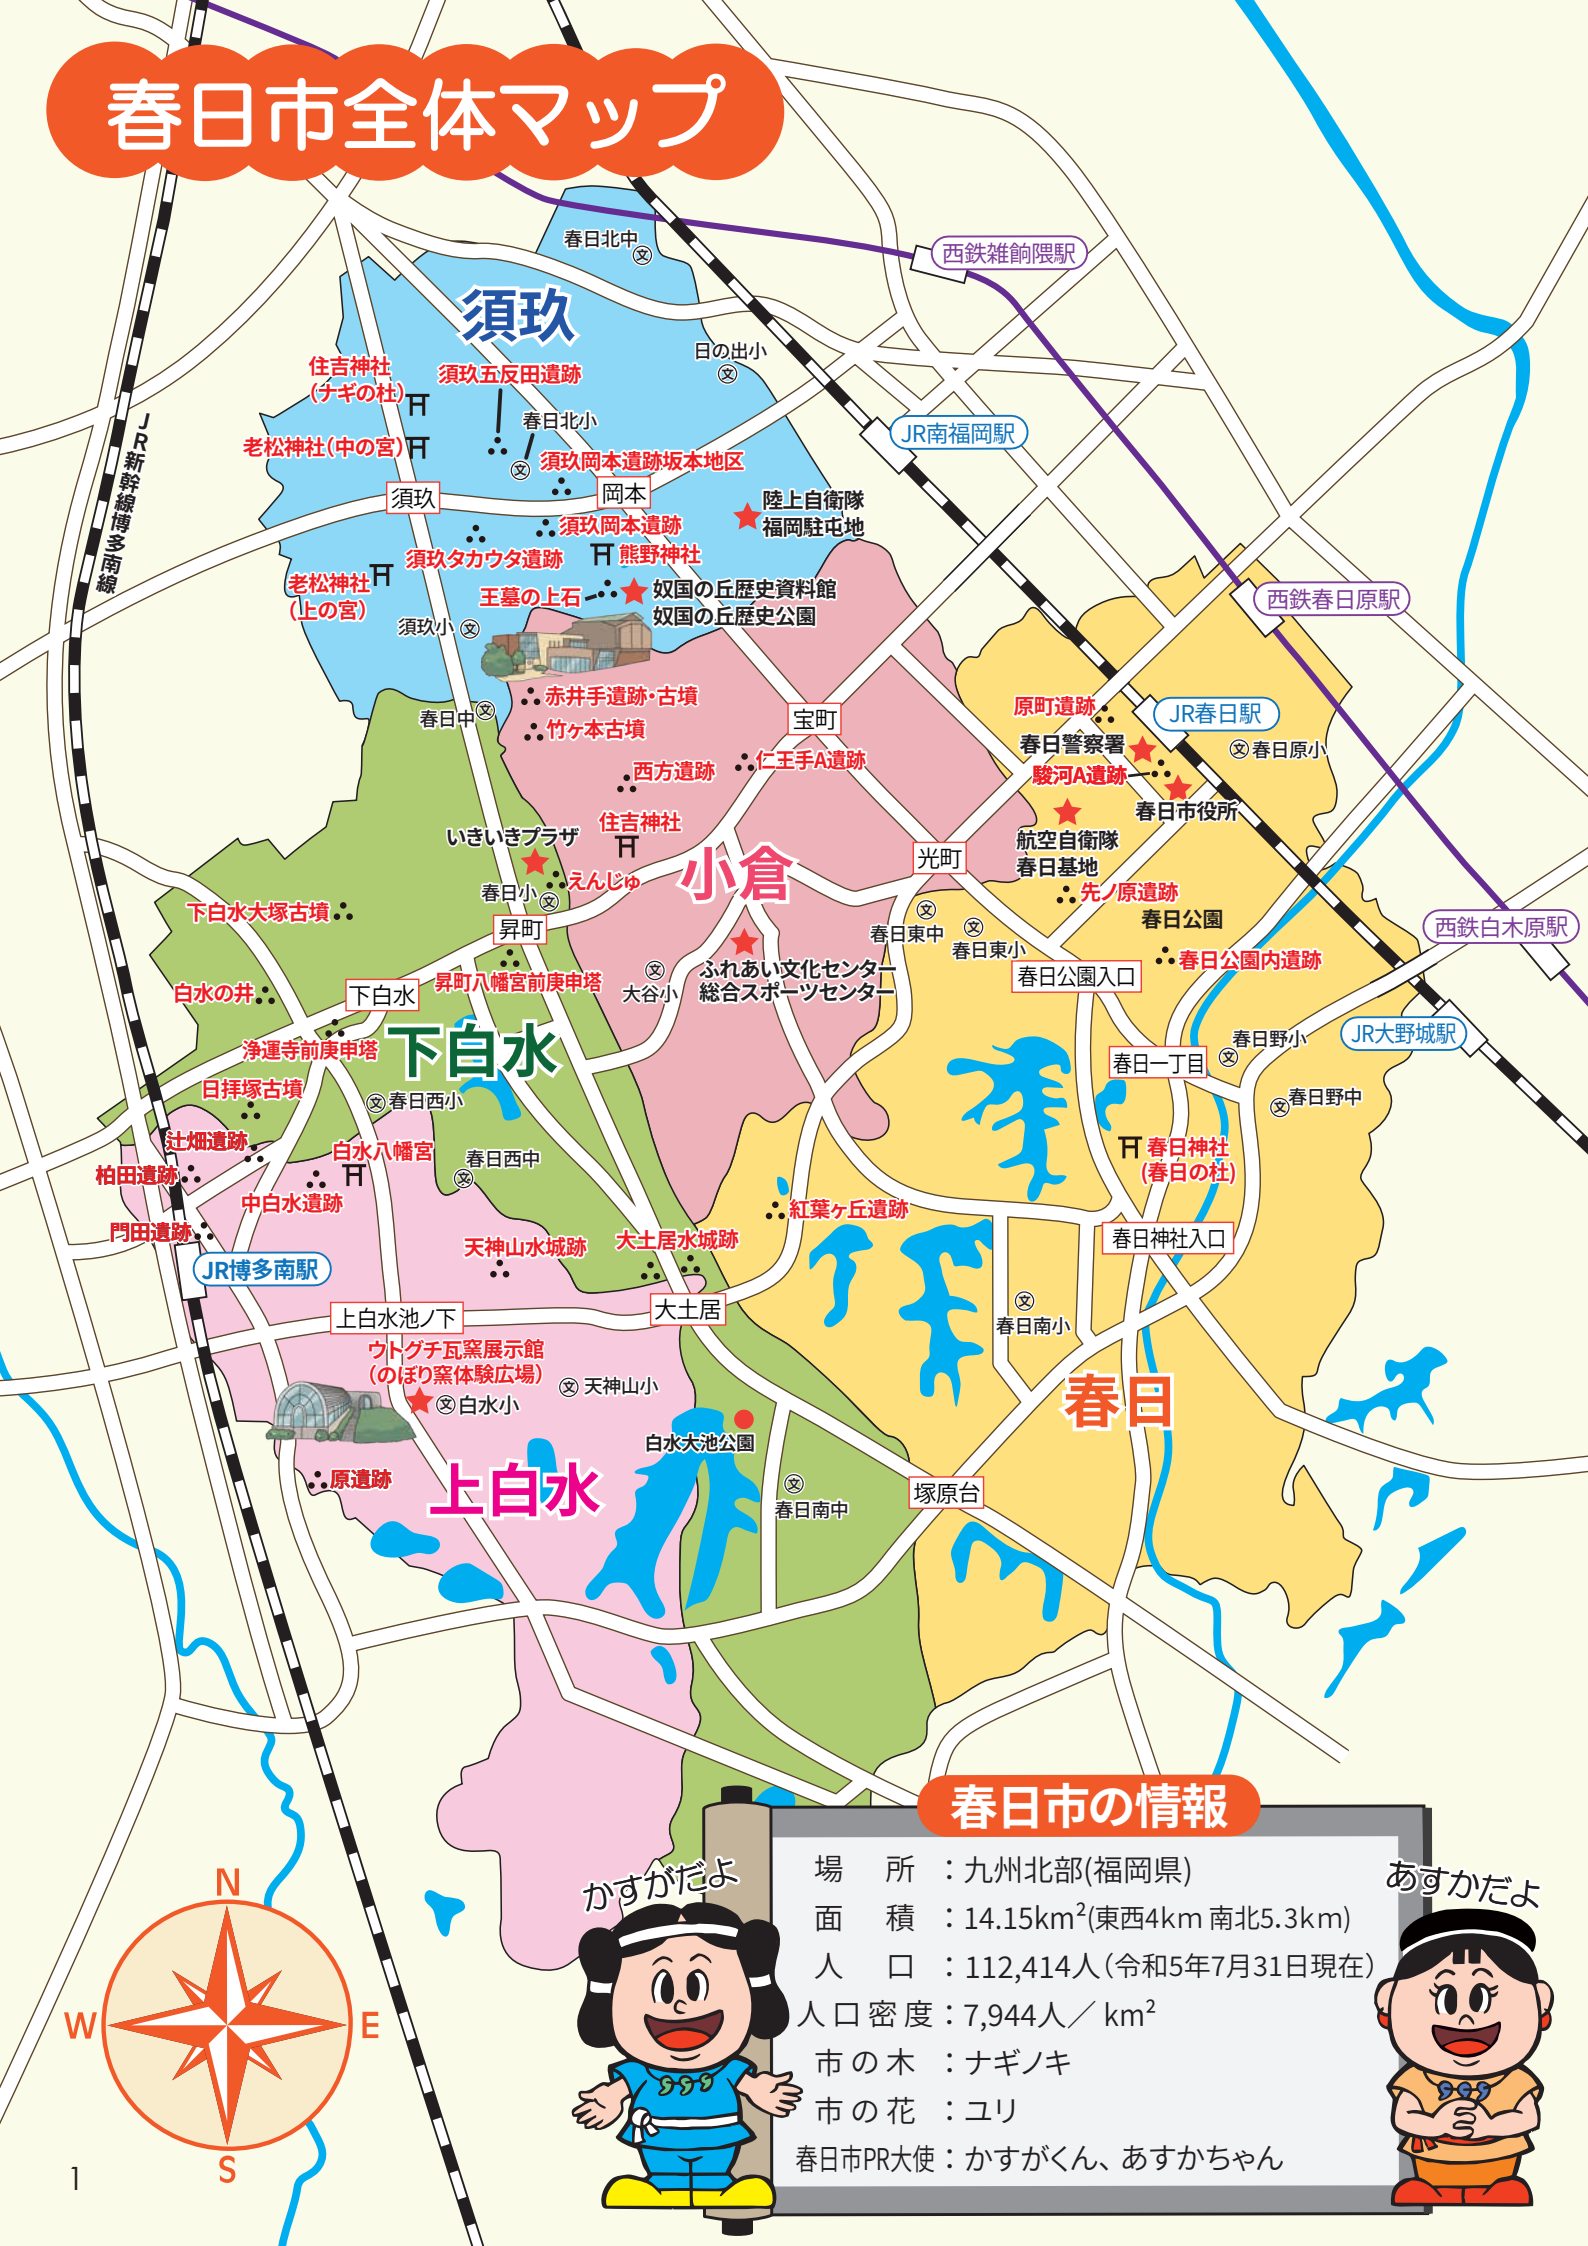 春日市全体マップ
春日北中
文
西鉄雑餉隈駅
須玖
日の出小
文
住吉神社
（ナギの杜）
須玖五反田遺跡
春日北小
文
JR南福岡駅
JR新幹線博多南線
老松神社（中の宮）
須玖岡本遺跡坂本地区
須玖
岡本
陸上自衛隊
福岡駐屯地
須玖岡本遺跡
須玖タカウタ遺跡
熊野神社
老松神社
（上の宮）
王墓の上石
奴国の丘歴史資料館
奴国の丘歴史公園
須玖小
文
西鉄春日原駅
赤井手遺跡・古墳
春日中
文
竹ヶ本古墳
宝町
原町遺跡
JR春日駅
春日警察署
文
春日原小
西方遺跡
仁王手A遺跡
駿河A遺跡
春日市役所
住吉神社
いきいきプラザ
航空自衛隊
春日基地
小倉
光町
えんじゅ
春日小
文
先ノ原遺跡
下白水大塚古墳
昇町
文
春日東中
文
春日東小
春日公園
西鉄白木原駅
ふれあい文化センター
総合スポーツセンター
春日公園内遺跡
白水の井
下白水
昇町八幡宮前庚申塔
文
大谷小
春日公園入口
浄運寺前庚申塔
下白水
春日一丁目
春日野小
文
JR大野城駅
日拝塚古墳
文
春日西小
文
春日野中
辻畑遺跡
白水八幡宮
春日西中
文
春日神社
(春日の杜)
柏田遺跡
中白水遺跡
紅葉ヶ丘遺跡
門田遺跡
天神山水城跡
大土居水城跡
春日神社入口
JR博多南駅
上白水池ノ下
大土居
文
春日南小
ウトグチ瓦窯展示館
（のぼり窯体験広場）
文
白水小
文
天神山小
春日
白水大池公園
原遺跡
上白水
文
春日南中
塚原台
春日市の情報
かすがだよ
あすかだよ
場　所 ：九州北部(福岡県)
面　積 ：14.15km²(東西4km 南北5.3km)
人　口 ：112,414人（令和5年7月31日現在）
人口密度：7,944人／ km²
市の木 ：ナギノキ
市の花 ：ユリ
春日市PR大使：かすがくん、あすかちゃん
N
W
E
S
1